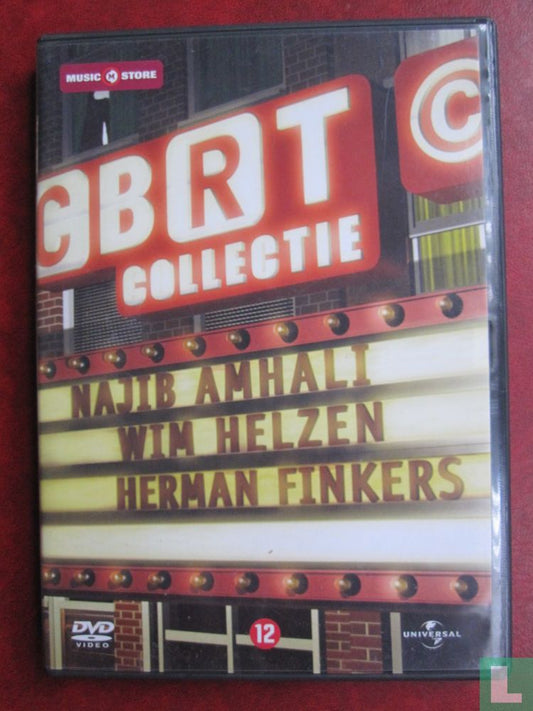 MUSIC M STORE
CBRT
COLLECTIE
C
NAJIB AMHALI
WIM HELZEN
HERMAN FINKERS
DVD
VIDEO
12
UNIVERSAL
L